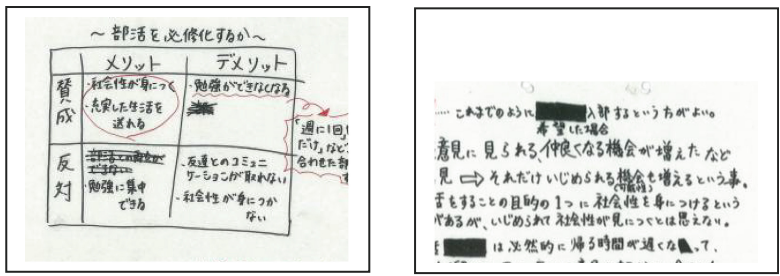 ～部活を必修化するか～
メリット デメリット
賛成
・社会性が身につく
・充実した生活を
送れる
・勉強ができなくなる
「週に1回
だけ」など
合わせた部
反対
・勉強に集中
できる
・友達とのコミュニ
ケーションが取れない
・社会性が身につか
ない
これまでのように 入部するという方がよい。
希望した場合
意見に見られる、仲良くなる機会が増えたなど
見 ⇨ それだけいじめられる機会も増えるという事。
(可能性)
をすることの目的の1つに社会性を身につけるという
があるが、いじめられて社会性が見につくとは思えない。
は必然的に帰る時間が遅くな って、